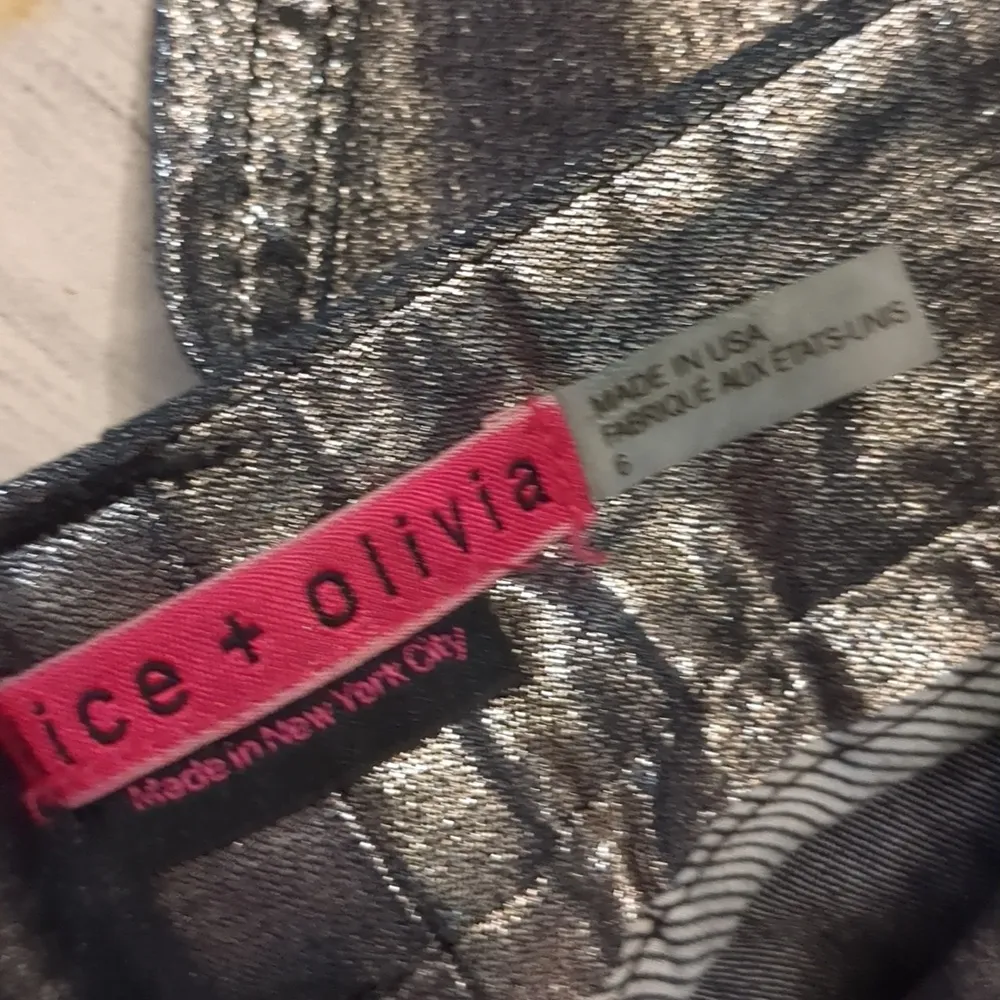 ice + olivia
Made in New York City
MADE IN USA
FABRIQUÉ AUX ÉTATS-UNIS
6